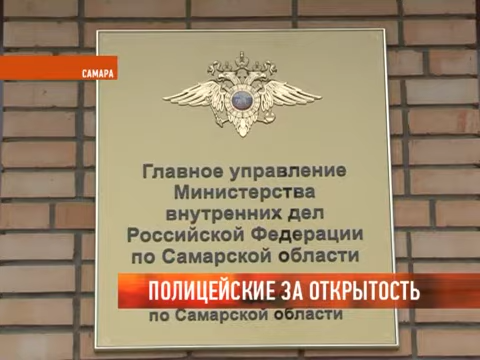 САМАРА
Главное управление
Министерства
внутренних дел
Российской Федерации
по Самарской области
ПОЛИЦЕЙСКИЕ ЗА ОТКРЫТОСТЬ
по Самарской области